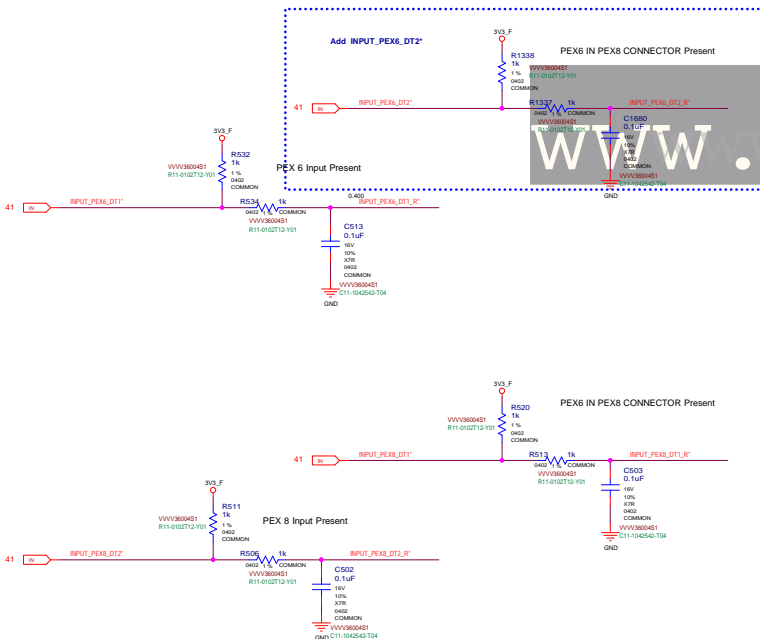 Add INPUT_PEX6_DT2*
3V3_F
PEX6 IN PEX8 CONNECTOR Present
R1338
1k
VVVV36004S1
R11-0102T12-Y01
1 %
0402
COMMON
41
IN
INPUT_PEX6_DT2*
R1337
1k
INPUT_PEX6_DT2_R*
0402
1 %
COMMON
VVVV36004S1
R11-0102T12-Y01
C1680
0.1uF
16V
10%
X7R
0402
COMMON
VVVV36004S1
C11-1042542-T04
GND
www.
3V3_F
R532
1k
VVVV36004S1
R11-0102T12-Y01
1 %
0402
COMMON
PEX 6 Input Present
0.400
41
IN
INPUT_PEX6_DT1*
R534
1k
INPUT_PEX6_DT1_R*
0402
1 %
COMMON
VVVV36004S1
R11-0102T12-Y01
C513
0.1uF
16V
10%
X7R
0402
COMMON
VVVV36004S1
C11-1042542-T04
GND
3V3_F
PEX6 IN PEX8 CONNECTOR Present
R520
1k
VVVV36004S1
R11-0102T12-Y01
1 %
0402
COMMON
41
IN
INPUT_PEX8_DT1*
R513
1k
INPUT_PEX8_DT1_R*
0402
1 %
COMMON
VVVV36004S1
R11-0102T12-Y01
C503
0.1uF
16V
10%
X7R
0402
COMMON
VVVV36004S1
C11-1042542-T04
GND
3V3_F
R511
1k
VVVV36004S1
R11-0102T12-Y01
1 %
0402
COMMON
PEX 8 Input Present
41
IN
INPUT_PEX8_DT2*
R506
1k
INPUT_PEX8_DT2_R*
0402
1 %
COMMON
VVVV36004S1
R11-0102T12-Y01
C502
0.1uF
16V
10%
X7R
0402
COMMON
VVVV36004S1
C11-1042542-T04
GND